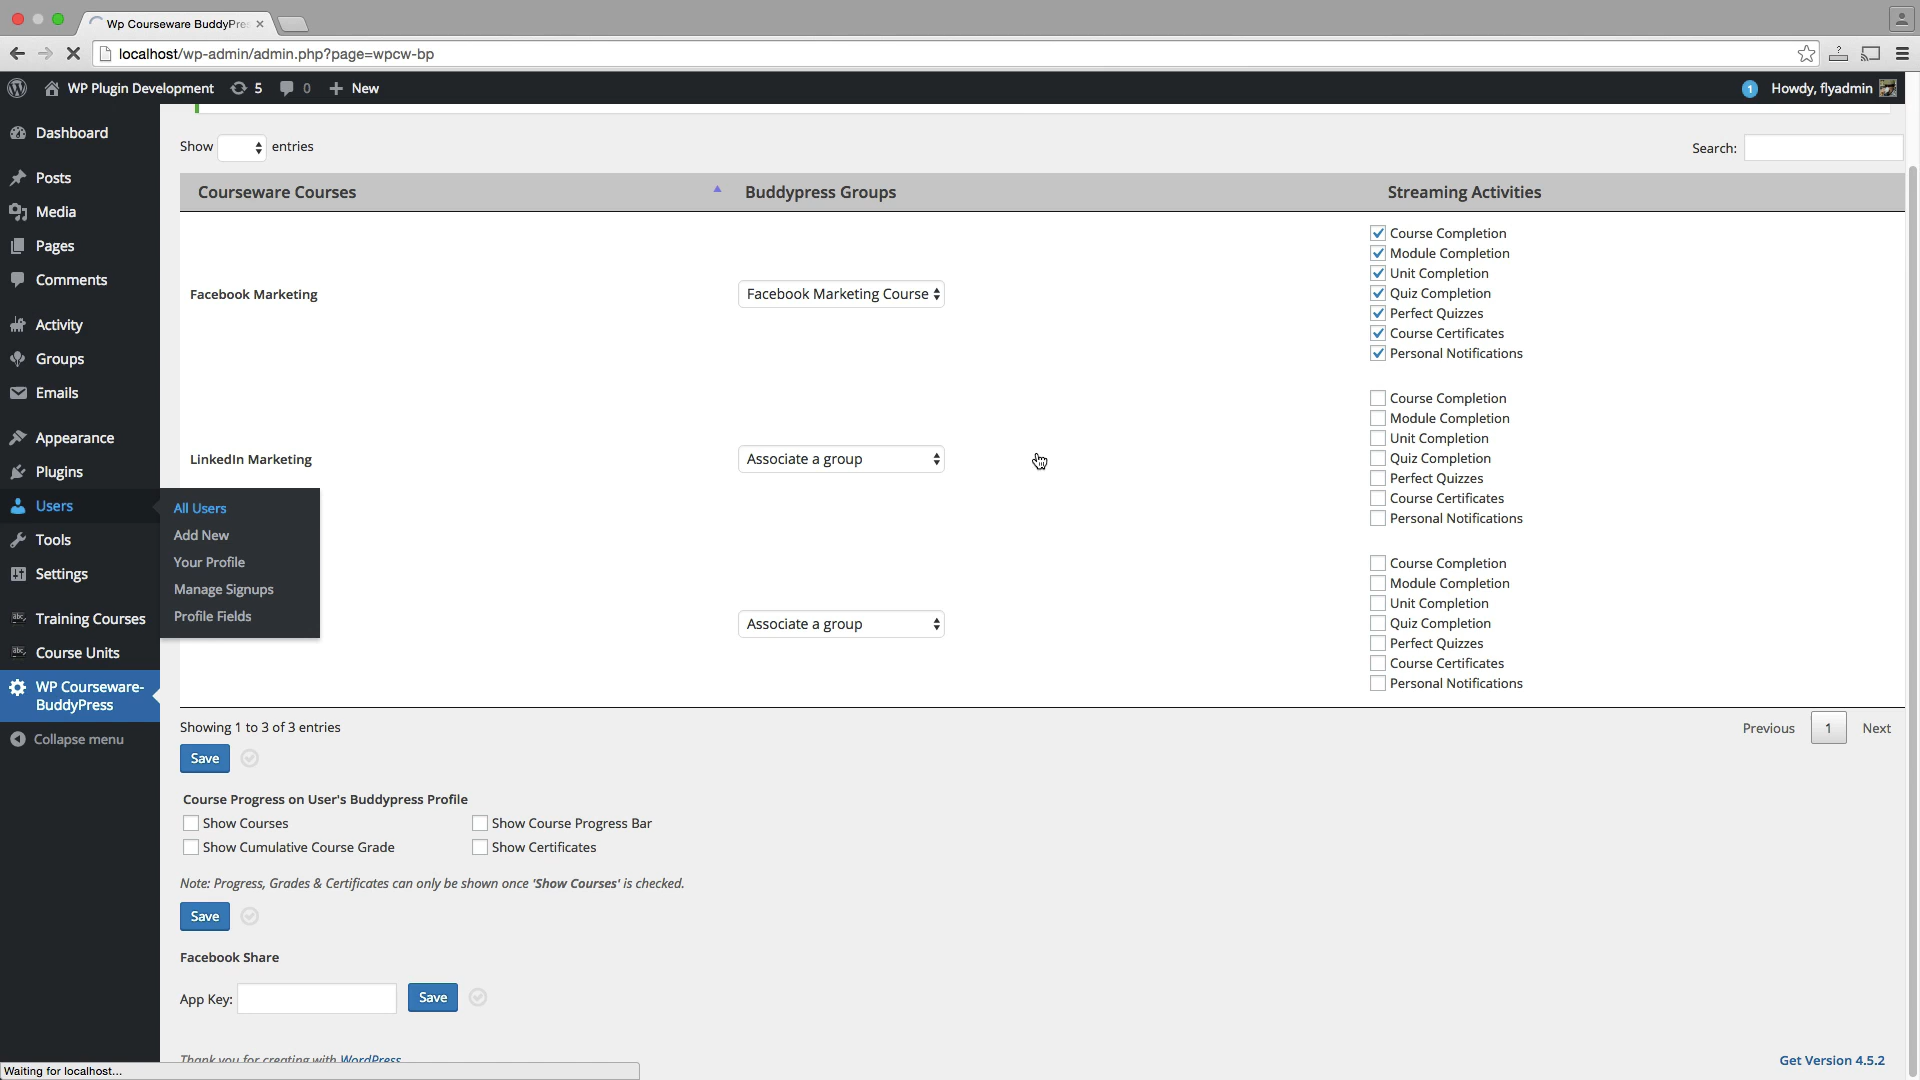 Wp Courseware BuddyPre
localhost/wp-admin/admin.php?page=wpcw-bp
WP Plugin Development 5 0 New
1 Howdy, flyadmin
Dashboard
Posts
Media
Pages
Comments
Activity
Groups
Emails
Appearance
Plugins
Users
Tools
Settings
Training Courses
Course Units
WP Courseware-
BuddyPress
Collapse menu
All Users
Add New
Your Profile
Manage Signups
Profile Fields
Show entries
Search:
Courseware Courses Buddypress Groups Streaming Activities
Facebook Marketing
Facebook Marketing Course
Course Completion
Module Completion
Unit Completion
Quiz Completion
Perfect Quizzes
Course Certificates
Personal Notifications
LinkedIn Marketing
Associate a group
Course Completion
Module Completion
Unit Completion
Quiz Completion
Perfect Quizzes
Course Certificates
Personal Notifications
Associate a group
Course Completion
Module Completion
Unit Completion
Quiz Completion
Perfect Quizzes
Course Certificates
Personal Notifications
Showing 1 to 3 of 3 entries
Previous 1 Next
Save
Course Progress on User's Buddypress Profile
Show Courses Show Course Progress Bar
Show Cumulative Course Grade Show Certificates
Note: Progress, Grades & Certificates can only be shown once 'Show Courses' is checked.
Save
Facebook Share
App Key: Save
Thank you for creating with WordPress
Get Version 4.5.2
Waiting for localhost...